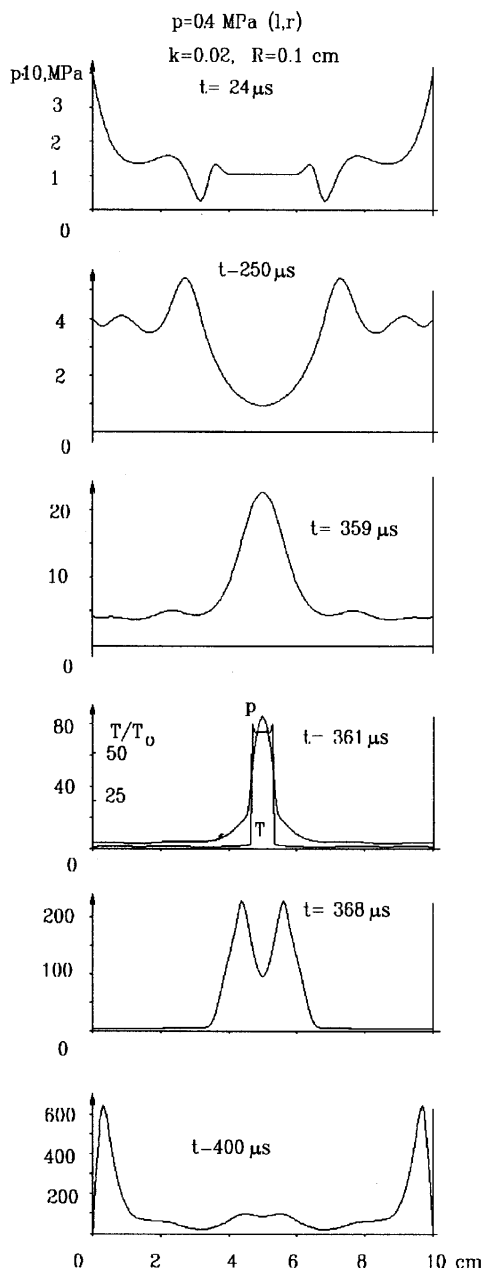 p=0.4 MPa (l,r)
k=0.02, R=0.1 cm
p·10, MPa
t= 24 μs
3
2
1
0
t-250 μs
4
2
0
20
t= 359 μs
10
0
p
80
T/T₀
t- 361 μs
50
40
25
T
0
200
t= 368 μs
100
0
600
400
t-400 μs
200
0 2 4 6 8 10 cm